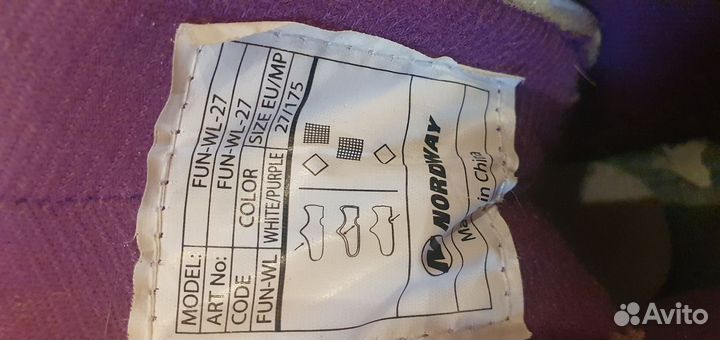 MODEL: FUN-WL-27
ART No: FUN-WL-27
CODE COLOR SIZE EU/MP
FUN-WL WHITE/PURPLE 27/175
NORDWAY
Made in China
Avito